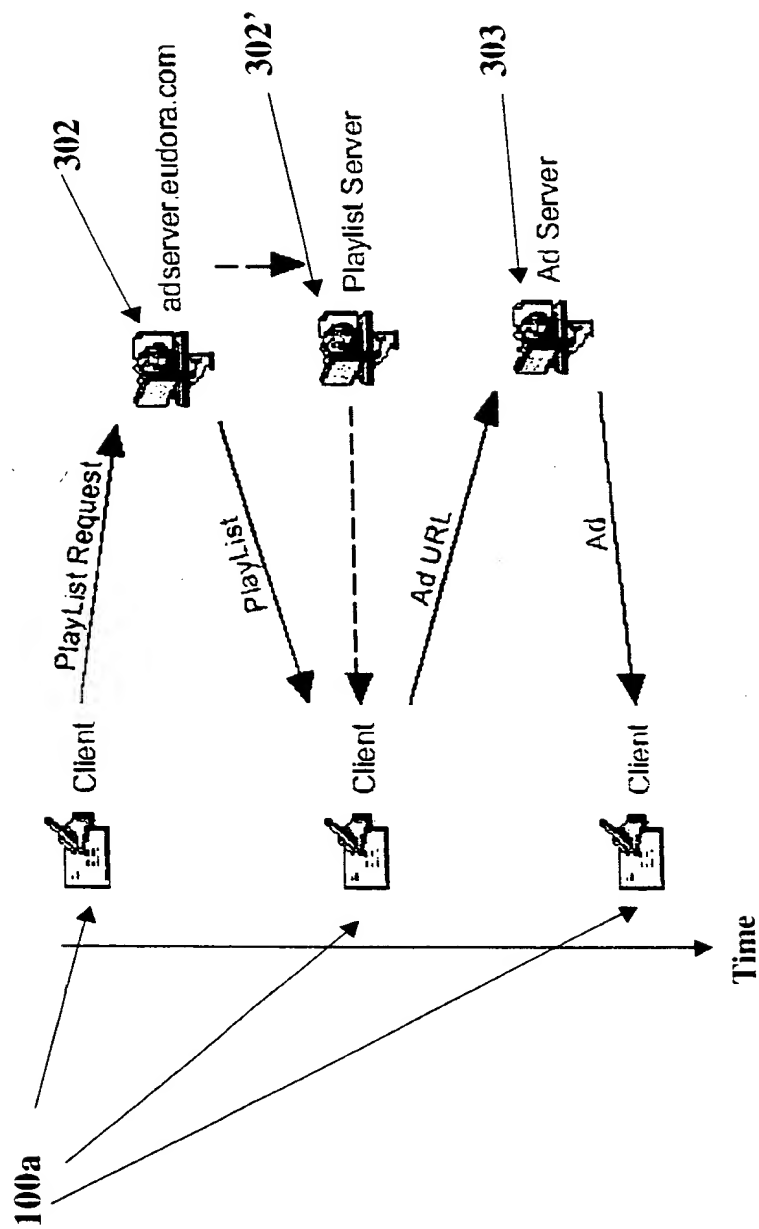 100a
Client
PlayList Request
302
adserver.eudora.com
PlayList
302'
Playlist Server
Client
Ad URL
303
Ad Server
Ad
Client
Time